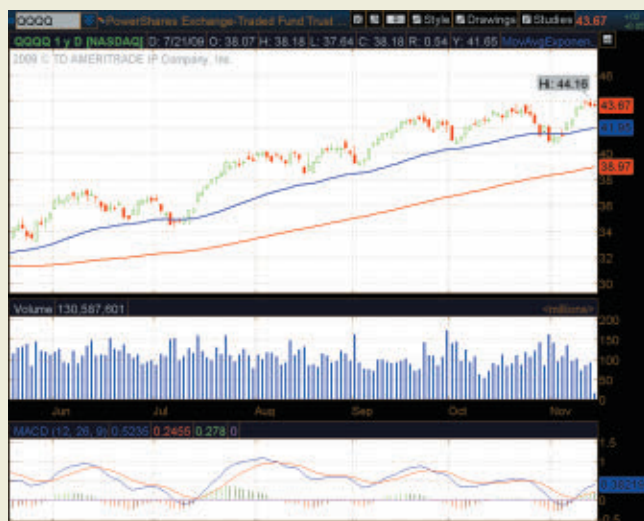 QQQQ PowerShares Exchange-Traded Fund Trust ... Style Drawings Studies 43.67
QQQQ 1 y D [NASDAQ] D: 7/21/09 O: 38.07 H: 38.18 L: 37.64 C: 38.18 R: 0.54 Y: 41.65 MovAvgExponen...
2009 © TD AMERITRADE IP Company, Inc.
46
Hi: 44.16
43.67
41.95
40
38.97
38
36
34
32
30
Volume 130,587,601 <millions>
200
150
100
50
0
Jun Jul Aug Sep Oct Nov
MACD (12, 26, 9) 0.5235 0.2455 0.278 0
1.5
1
0.5
0
-0.5